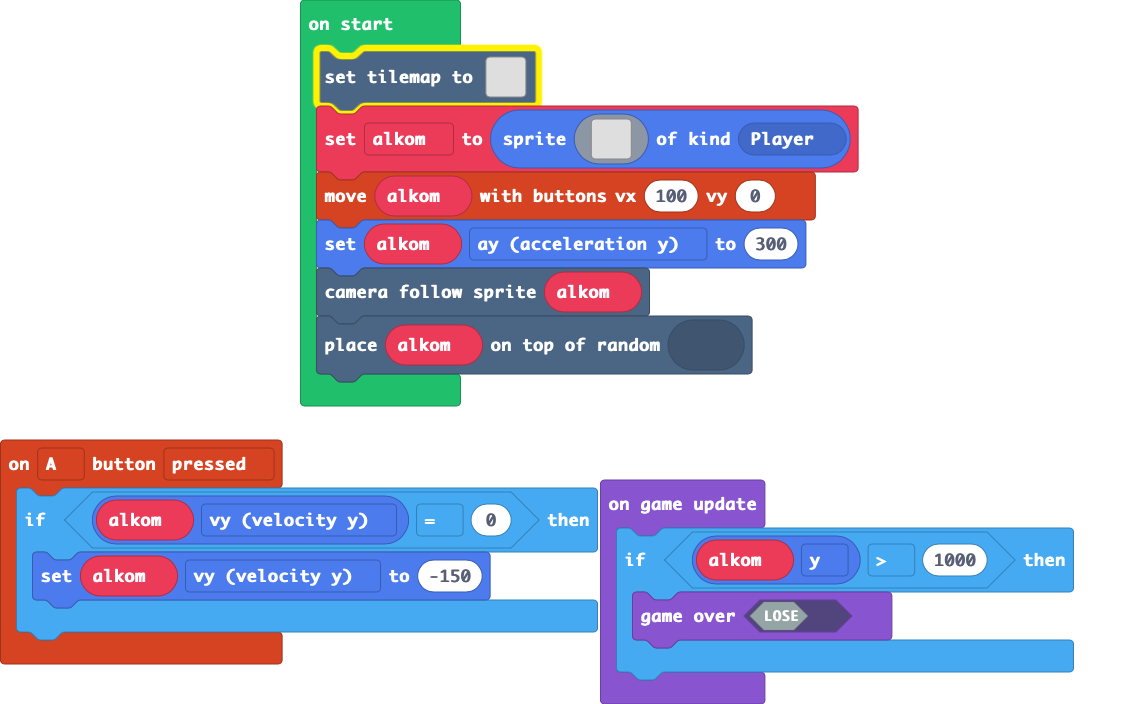 on start
set tilemap to
set alkom to sprite of kind Player
move alkom with buttons vx 100 vy 0
set alkom ay (acceleration y) to 300
camera follow sprite alkom
place alkom on top of random
on A button pressed
if alkom vy (velocity y) = 0 then
set alkom vy (velocity y) to -150
on game update
if alkom y > 1000 then
game over LOSE